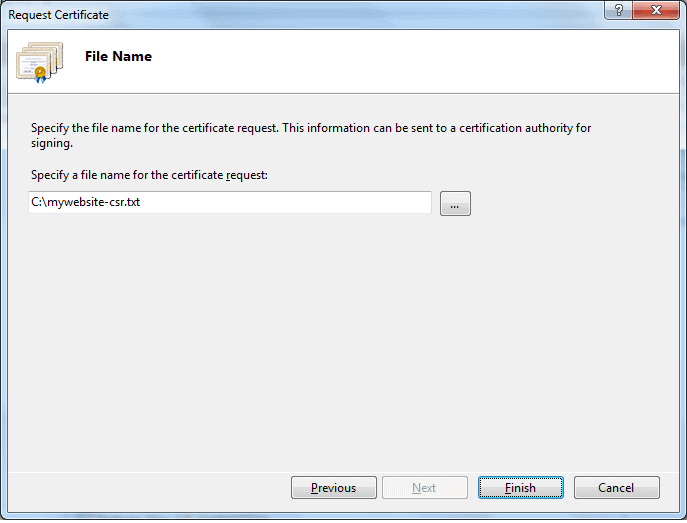 Request Certificate
?
File Name
Specify the file name for the certificate request. This information can be sent to a certification authority for
signing.
Specify a file name for the certificate request:
C:\mywebsite-csr.txt
...
Previous
Next
Finish
Cancel